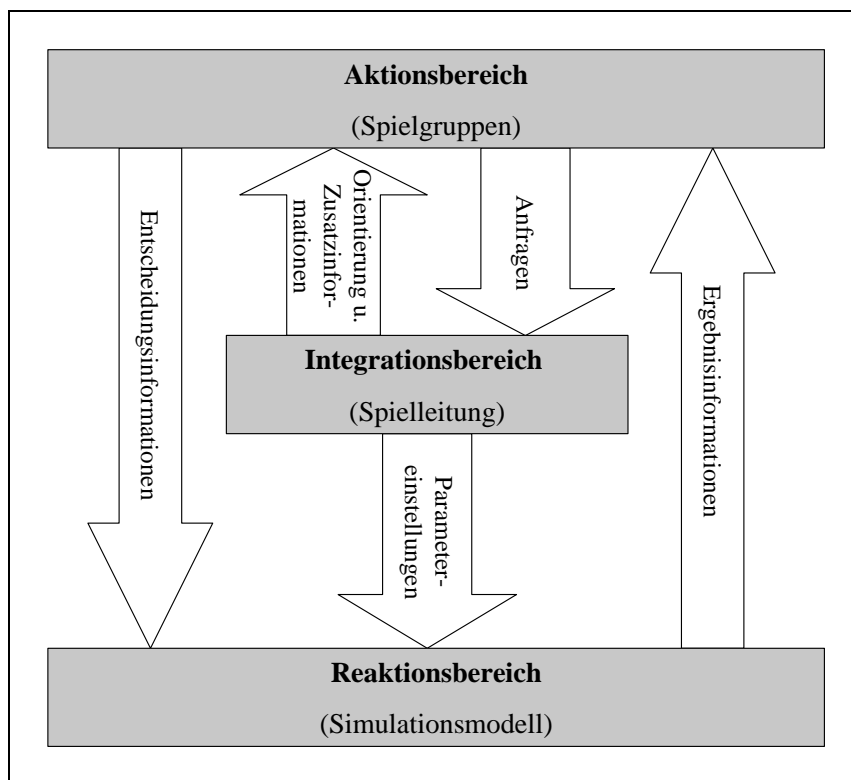 Aktionsbereich
(Spielgruppen)
Entscheidungsinformationen
Orientierung u.
Zusatzinfor-
mationen
Anfragen
Ergebnisinformationen
Integrationsbereich
(Spielleitung)
Parameter-
einstellungen
Reaktionsbereich
(Simulationsmodell)